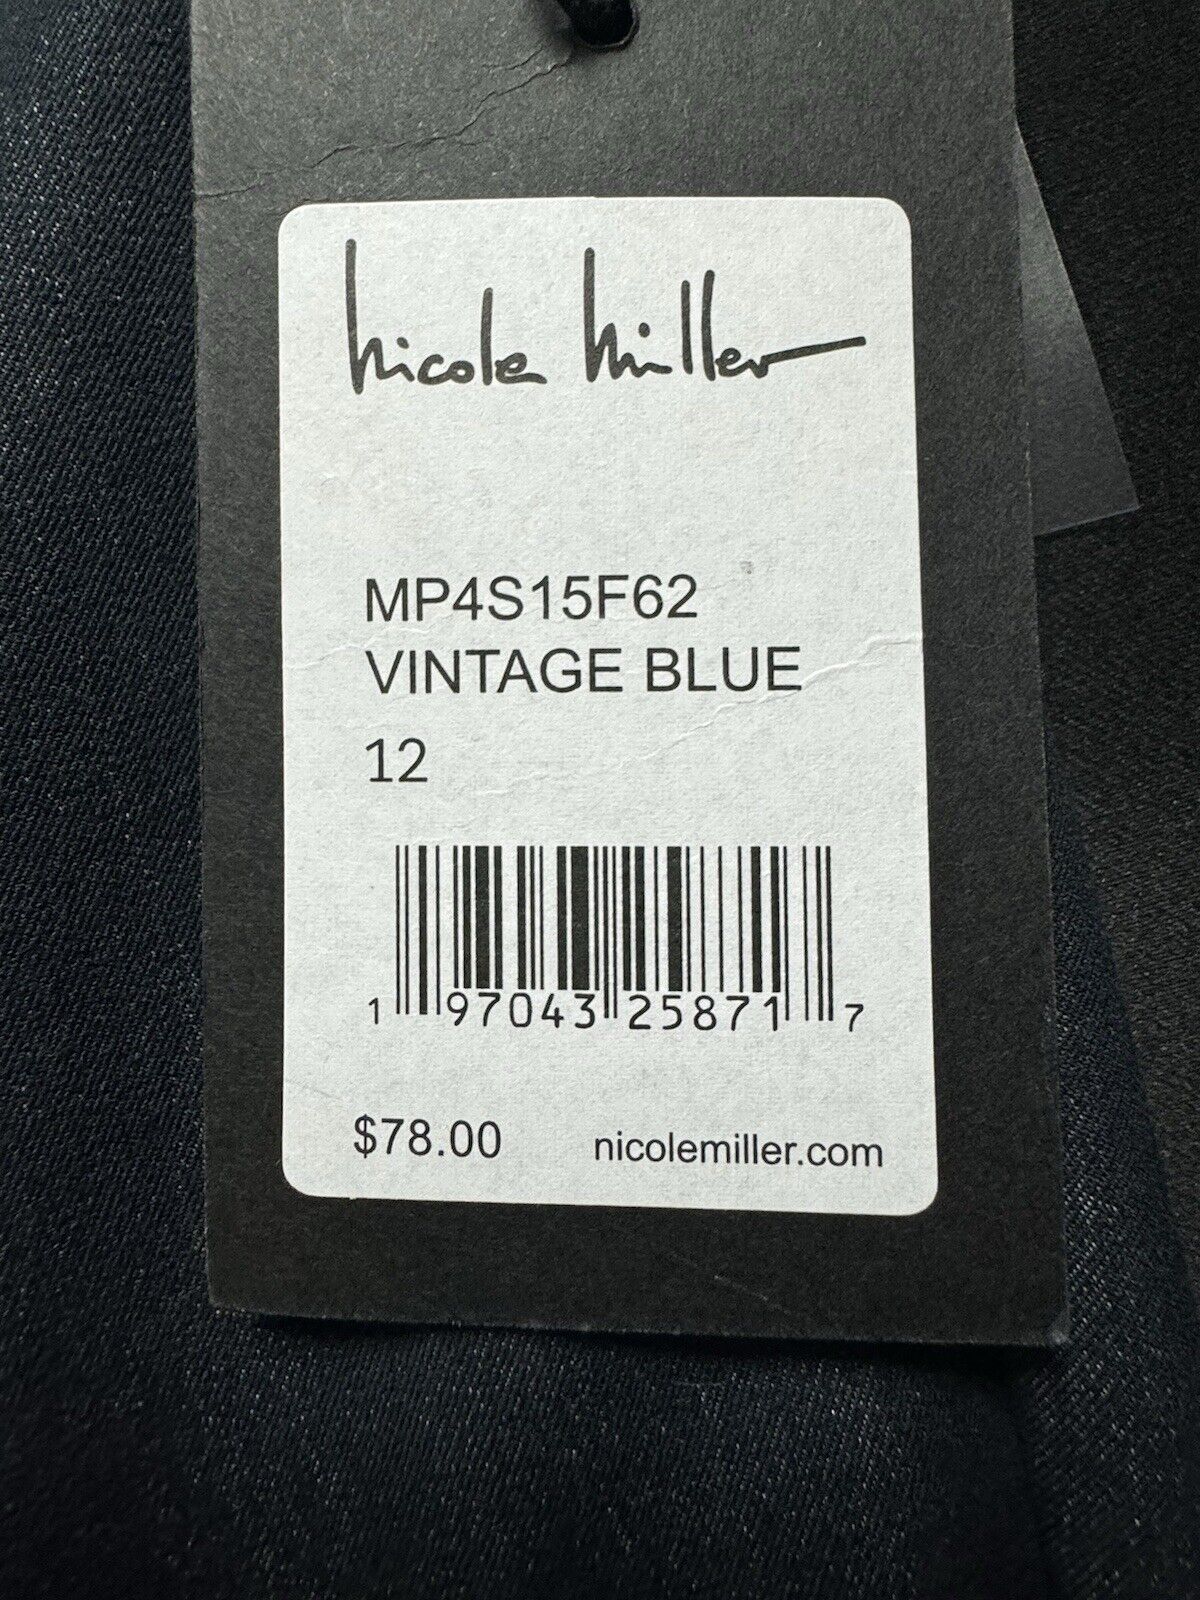 nicole miller
MP4S15F62
VINTAGE BLUE
12
1 97043 25871 7
$78.00 nicolemiller.com